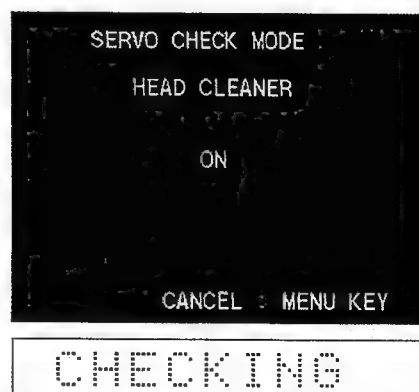 SERVO CHECK MODE
HEAD CLEANER
ON
CANCEL : MENU KEY
CHECKING